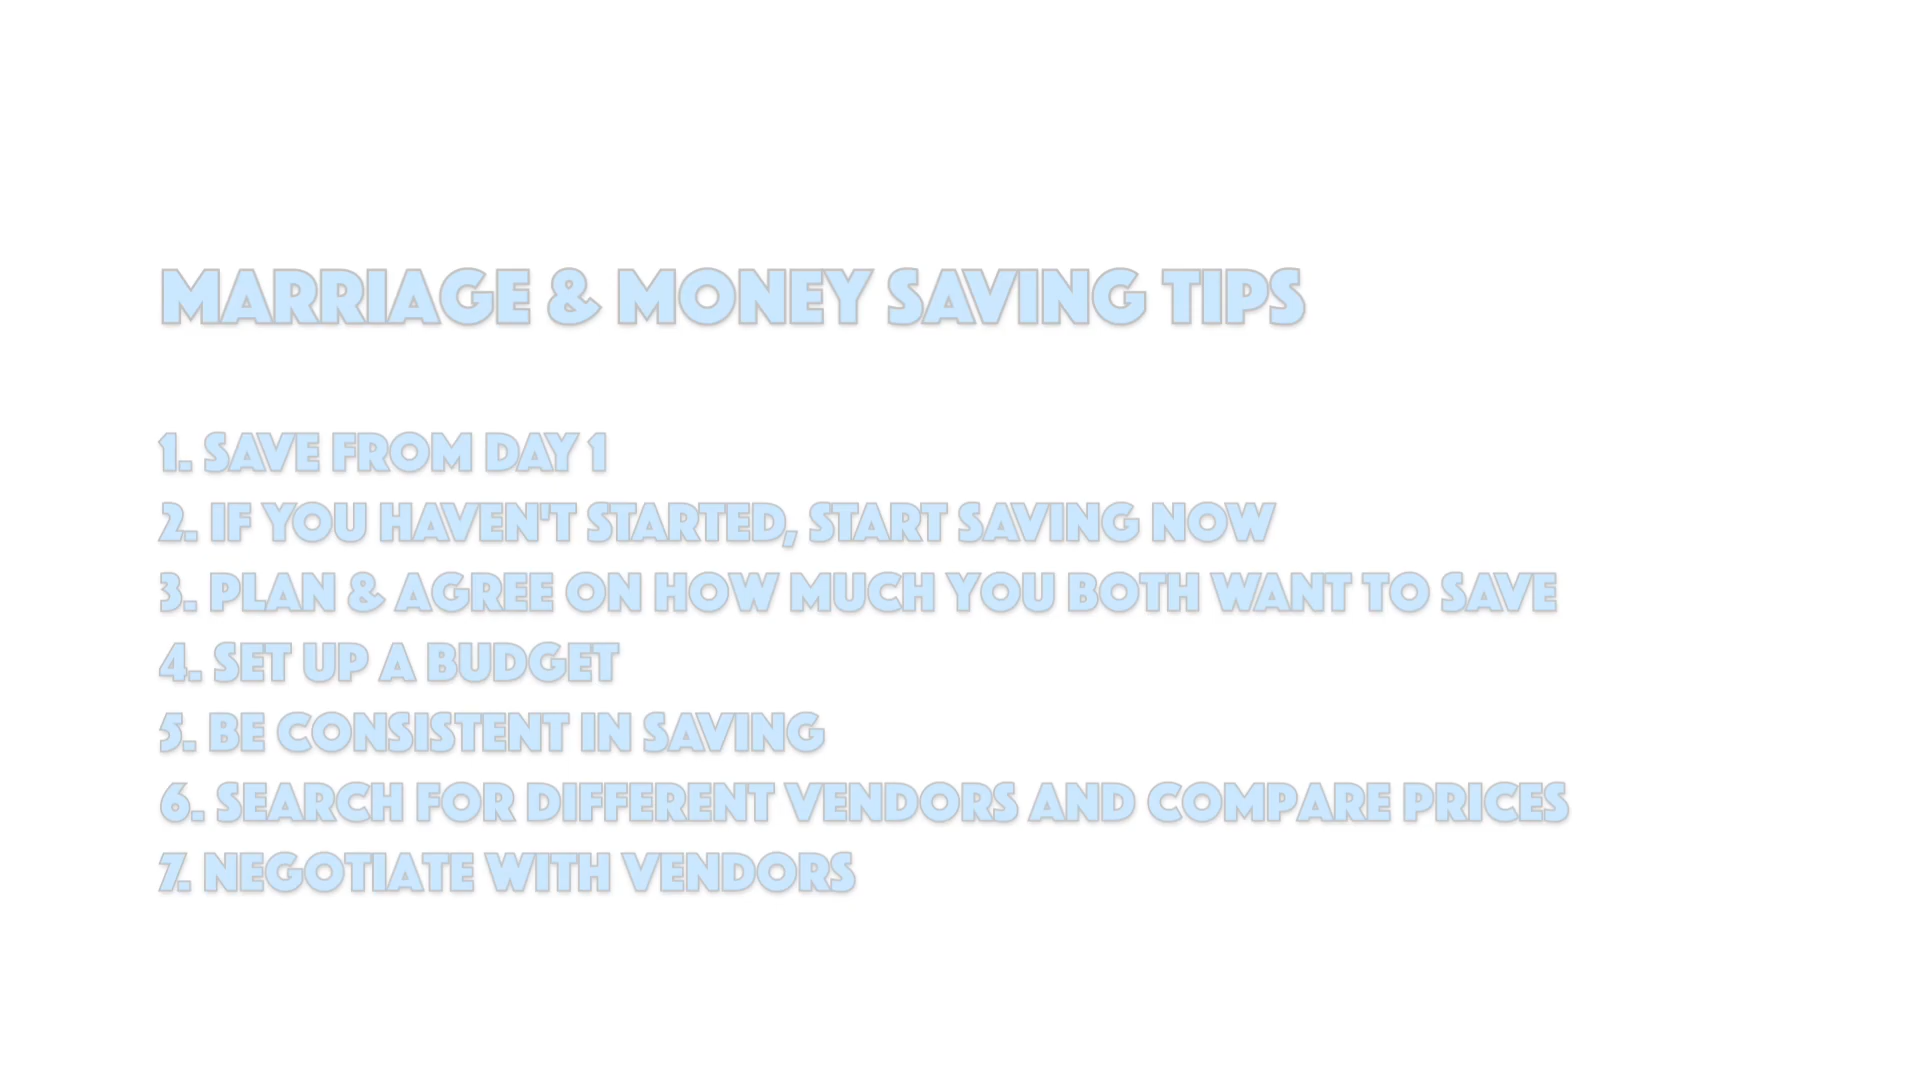 MARRIAGE & MONEY SAVING TIPS
1. SAVE FROM DAY 1
2. IF YOU HAVEN'T STARTED, START SAVING NOW
3. PLAN & AGREE ON HOW MUCH YOU BOTH WANT TO SAVE
4. SET UP A BUDGET
5. BE CONSISTENT IN SAVING
6. SEARCH FOR DIFFERENT VENDORS AND COMPARE PRICES
7. NEGOTIATE WITH VENDORS